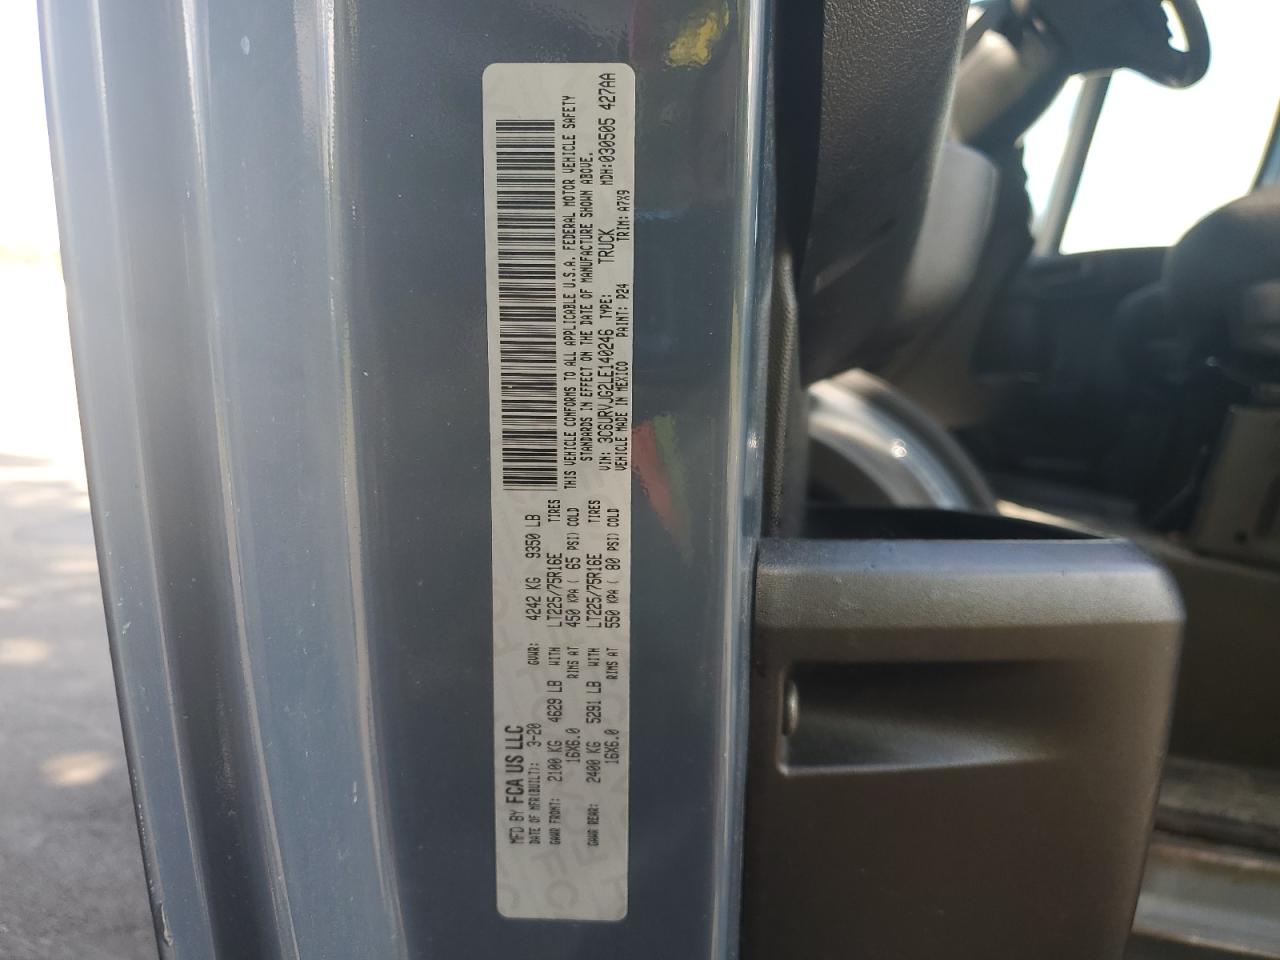 MFD BY FCA US LLC
DATE OF MFR(BUILT): 3-20 GVWR: 4242 KG 9350 LB
GAWR FRONT: 2100 KG 4629 LB WITH LT225/75R16E TIRES
16X6.0 RIMS AT 450 KPA ( 65 PSI) COLD
GAWR REAR: 2400 KG 5291 LB WITH LT225/75R16E TIRES
16X6.0 RIMS AT 550 KPA ( 80 PSI) COLD
THIS VEHICLE CONFORMS TO ALL APPLICABLE U.S.A. FEDERAL MOTOR VEHICLE SAFETY
STANDARDS IN EFFECT ON THE DATE OF MANUFACTURE SHOWN ABOVE.
VIN: 3C6URVJG2LE140246 TYPE: TRUCK MDH:030505 427AA
VEHICLE MADE IN MEXICO PAINT: P24 TRIM: A7X9